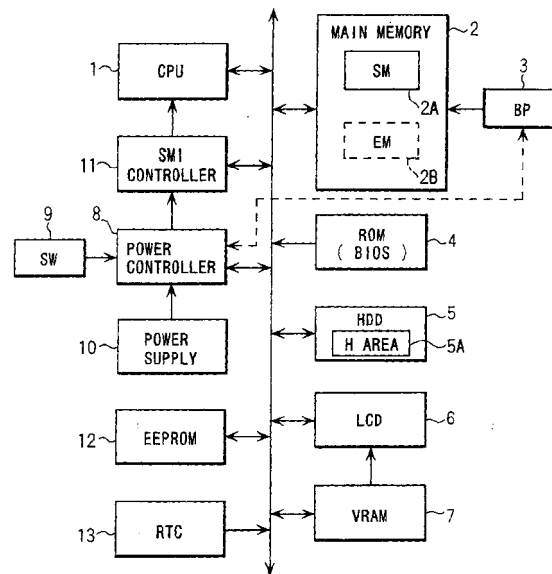 MAIN MEMORY
2
SM
2A
EM
2B
3
BP
1
CPU
11
SMI
CONTROLLER
9
SW
8
POWER
CONTROLLER
ROM
( BIOS )
4
10
POWER
SUPPLY
HDD
5
H AREA
5A
12
EEPROM
LCD
6
13
RTC
VRAM
7